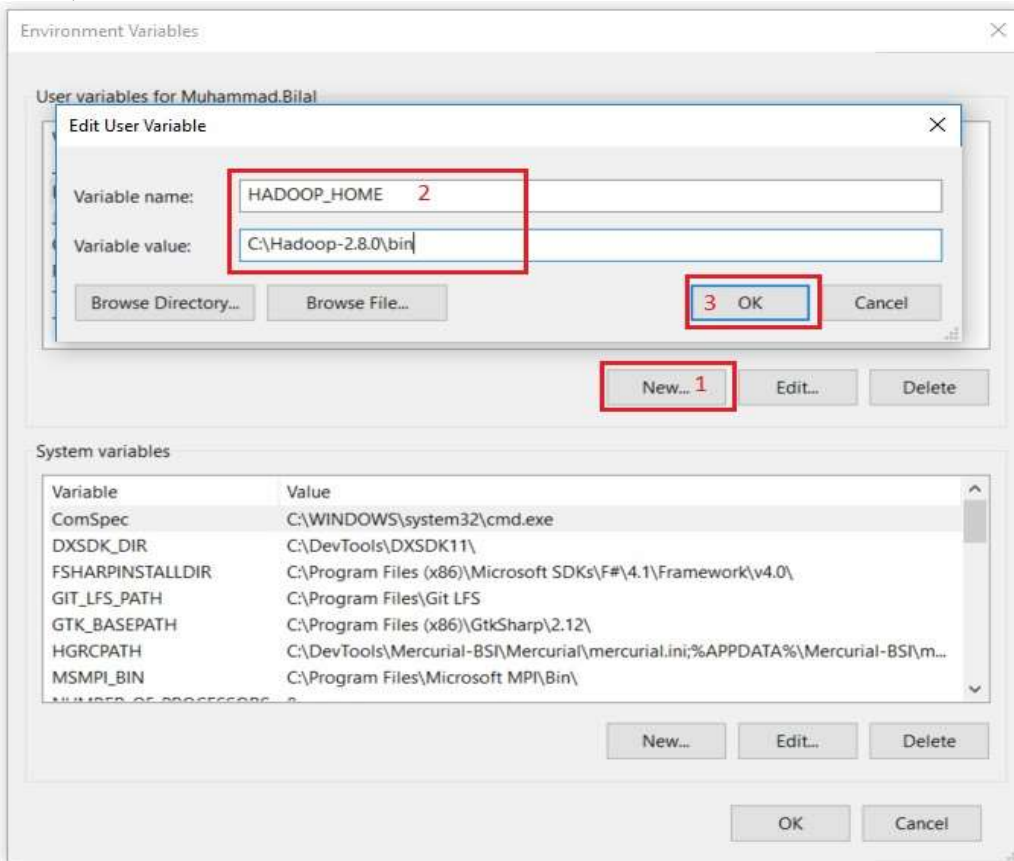 Environment Variables
User variables for Muhammad.Bilal
Edit User Variable
Variable name: HADOOP_HOME 2
Variable value: C:\Hadoop-2.8.0\bin
Browse Directory... Browse File... 3 OK Cancel
New... 1 Edit... Delete
System variables
Variable Value
ComSpec C:\WINDOWS\system32\cmd.exe
DXSDK_DIR C:\DevTools\DXSDK11\
FSHARPINSTALLDIR C:\Program Files (x86)\Microsoft SDKs\F#\4.1\Framework\v4.0\
GIT_LFS_PATH C:\Program Files\Git LFS
GTK_BASEPATH C:\Program Files (x86)\GtkSharp\2.12\
HGRCPATH C:\DevTools\Mercurial-BSI\Mercurial\mercurial.ini;%APPDATA%\Mercurial-BSI\m...
MSMPI_BIN C:\Program Files\Microsoft MPI\Bin\
New... Edit... Delete
OK Cancel